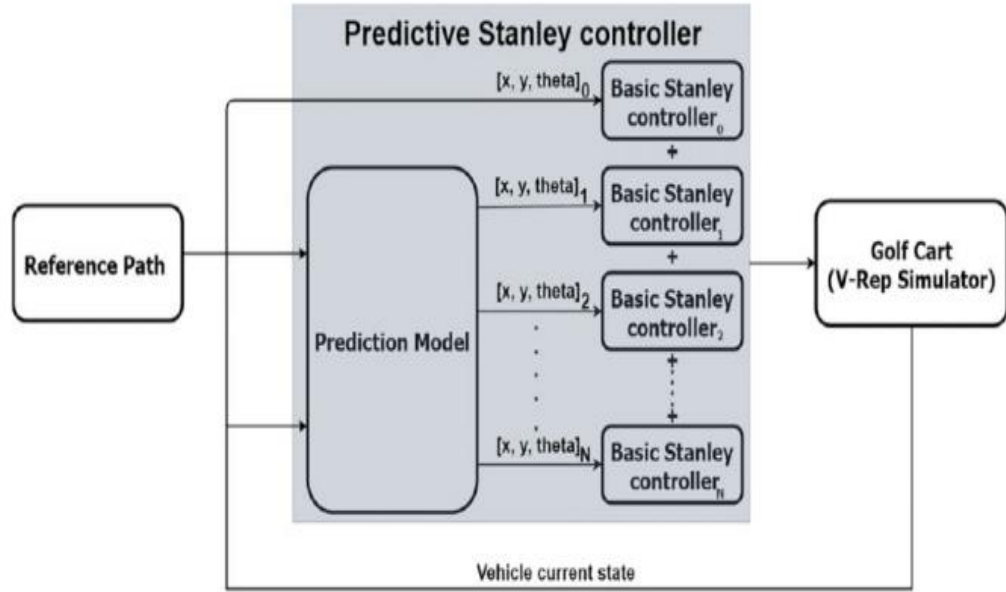 Predictive Stanley controller
[x, y, theta]0
Basic Stanley
controller0
+
[x, y, theta]1
Basic Stanley
controller1
+
Reference Path
Golf Cart
(V-Rep Simulator)
[x, y, theta]2
Basic Stanley
controller2
+
Prediction Model
+
[x, y, theta]N
Basic Stanley
controllerN
Vehicle current state